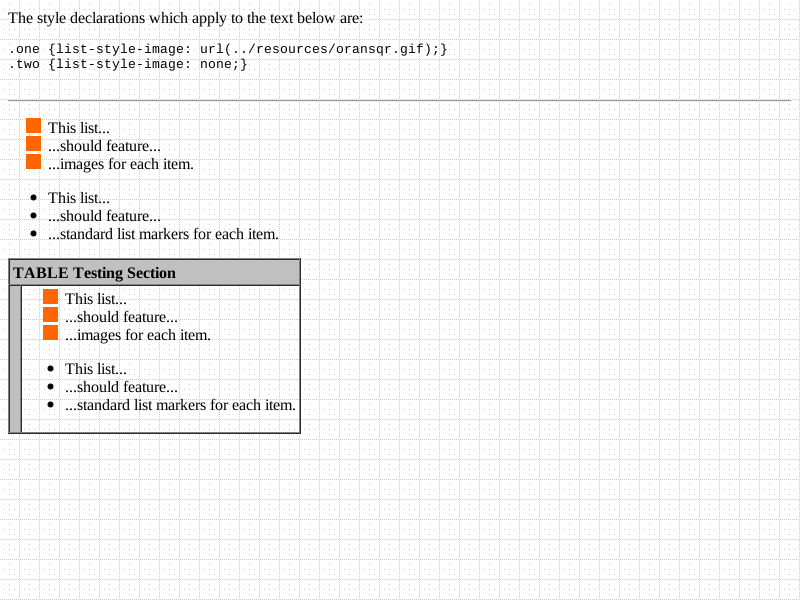 The style declarations which apply to the text below are:
.one {list-style-image: url(../resources/oransqr.gif);}
.two {list-style-image: none;}
This list...
...should feature...
...images for each item.
This list...
...should feature...
...standard list markers for each item.
TABLE Testing Section
This list...
...should feature...
...images for each item.
This list...
...should feature...
...standard list markers for each item.